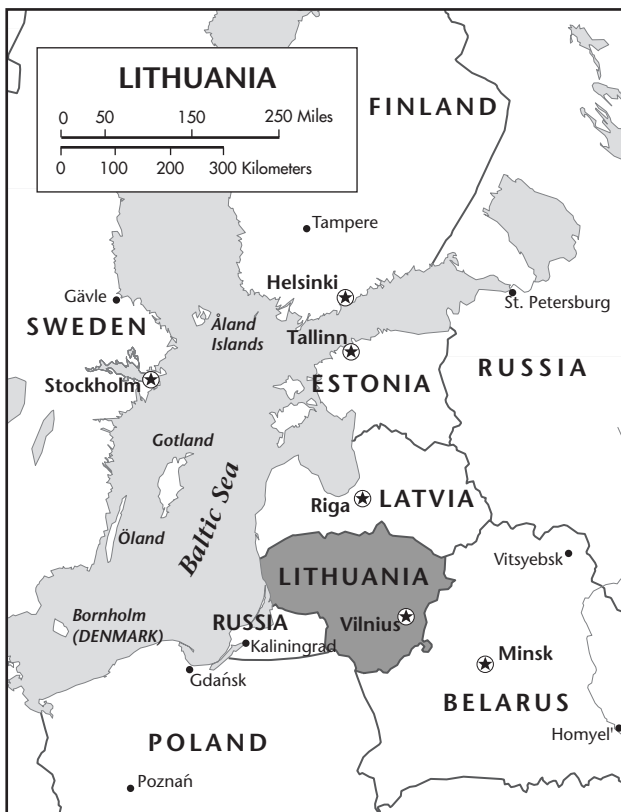 LITHUANIA
0 50 150 250 Miles
0 100 200 300 Kilometers
FINLAND
Tampere
Helsinki
Gävle
St. Petersburg
SWEDEN
Åland
Islands
Tallinn
RUSSIA
Stockholm
ESTONIA
Gotland
Baltic Sea
Riga
LATVIA
Öland
Vitsyebsk
LITHUANIA
Bornholm
(DENMARK)
RUSSIA
Vilnius
Kaliningrad
Minsk
Gdańsk
BELARUS
Homyel'
POLAND
Poznań